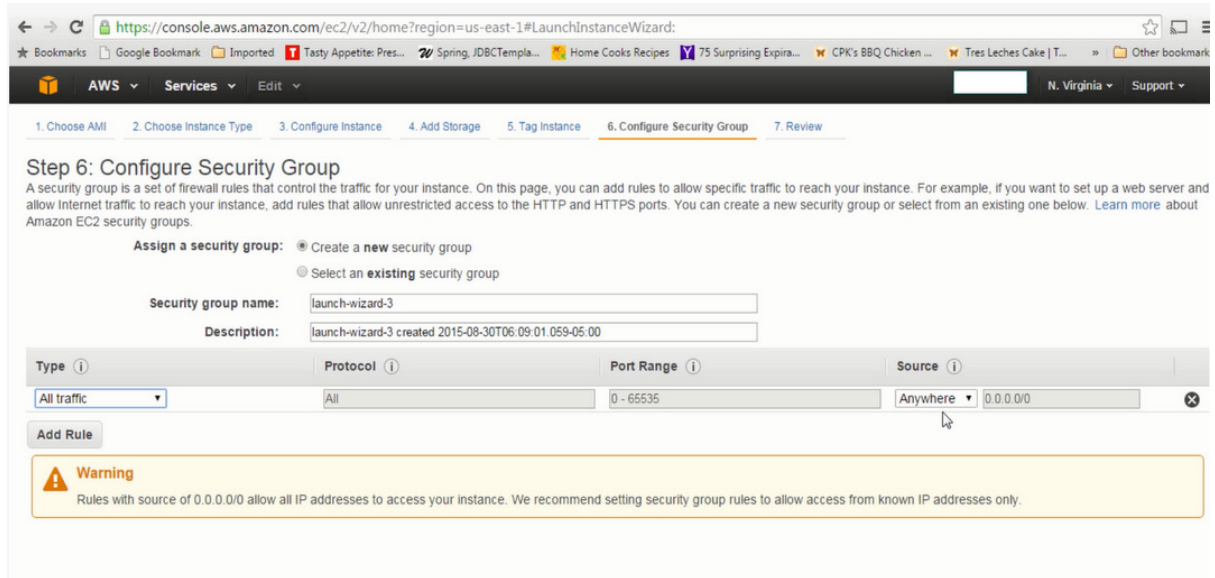 https://console.aws.amazon.com/ec2/v2/home?region=us-east-1#LaunchInstanceWizard:
Bookmarks Google Bookmark Imported Tasty Appetite: Pres... Spring, JDBCTempla... Home Cooks Recipes 75 Surprising Expira... CPK's BBQ Chicken ... Tres Leches Cake | T... » Other bookmark
AWS Services Edit N. Virginia Support
1. Choose AMI 2. Choose Instance Type 3. Configure Instance 4. Add Storage 5. Tag Instance 6. Configure Security Group 7. Review
Step 6: Configure Security Group
A security group is a set of firewall rules that control the traffic for your instance. On this page, you can add rules to allow specific traffic to reach your instance. For example, if you want to set up a web server and
allow Internet traffic to reach your instance, add rules that allow unrestricted access to the HTTP and HTTPS ports. You can create a new security group or select from an existing one below. Learn more about
Amazon EC2 security groups.
Assign a security group: Create a new security group
Select an existing security group
Security group name: launch-wizard-3
Description: launch-wizard-3 created 2015-08-30T06:09:01.059-05:00
Type i Protocol i Port Range i Source i
All traffic All 0 - 65535 Anywhere 0.0.0.0/0
Add Rule
Warning
Rules with source of 0.0.0.0/0 allow all IP addresses to access your instance. We recommend setting security group rules to allow access from known IP addresses only.